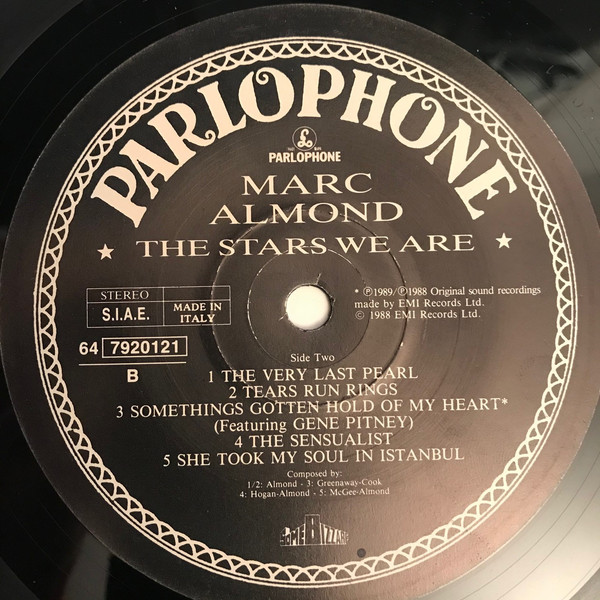 PARLOPHONE
PARLOPHONE
MARC
ALMOND
★ THE STARS WE ARE ★
STEREO
S.I.A.E.
MADE IN
ITALY
* ℗1989/℗1988 Original sound recordings
made by EMI Records Ltd.
© 1988 EMI Records Ltd.
64 7920121
B
Side Two
1 THE VERY LAST PEARL
2 TEARS RUN RINGS
3 SOMETHINGS GOTTEN HOLD OF MY HEART*
(Featuring GENE PITNEY)
4 THE SENSUALIST
5 SHE TOOK MY SOUL IN ISTANBUL
Composed by:
1/2: Almond - 3: Greenaway-Cook
4: Hogan-Almond - 5: McGee-Almond
SOME BIZZARE